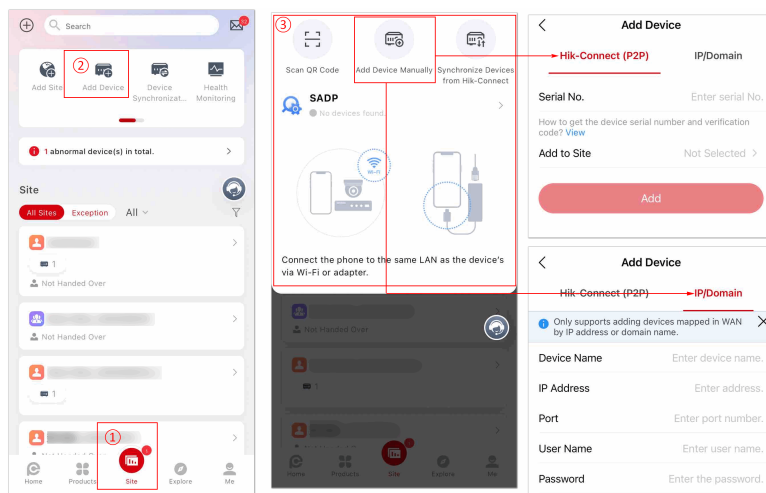 Search
②
Add Site
Add Device
Device
Synchronizat...
Health
Monitoring
1 abnormal device(s) in total.
Site
All Sites
Exception
All
1
Not Handed Over
Not Handed Over
1
①
Home
Products
Site
Explore
Me
③
Scan QR Code
Add Device Manually
Synchronize Devices
from Hik-Connect
SADP
No devices found.
Wi-Fi
Connect the phone to the same LAN as the device's
via Wi-Fi or adapter.
Not Handed Over
1
Home
Products
Site
Explore
Me
Add Device
Hik-Connect (P2P)
IP/Domain
Serial No.
Enter serial No.
How to get the device serial number and verification
code? View
Add to Site
Not Selected
Add
Add Device
Hik-Connect (P2P)
IP/Domain
Only supports adding devices mapped in WAN
by IP address or domain name.
Device Name
Enter device name.
IP Address
Enter address.
Port
Enter port number.
User Name
Enter user name.
Password
Enter the password.